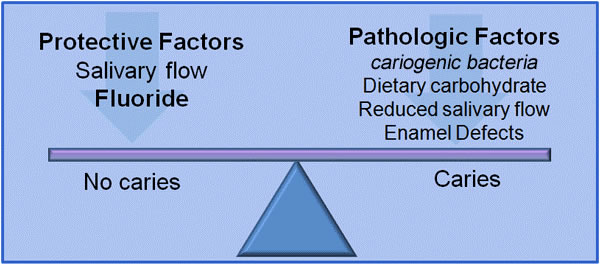 Protective Factors
Salivary flow
Fluoride
No caries
Pathologic Factors
cariogenic bacteria
Dietary carbohydrate
Reduced salivary flow
Enamel Defects
Caries